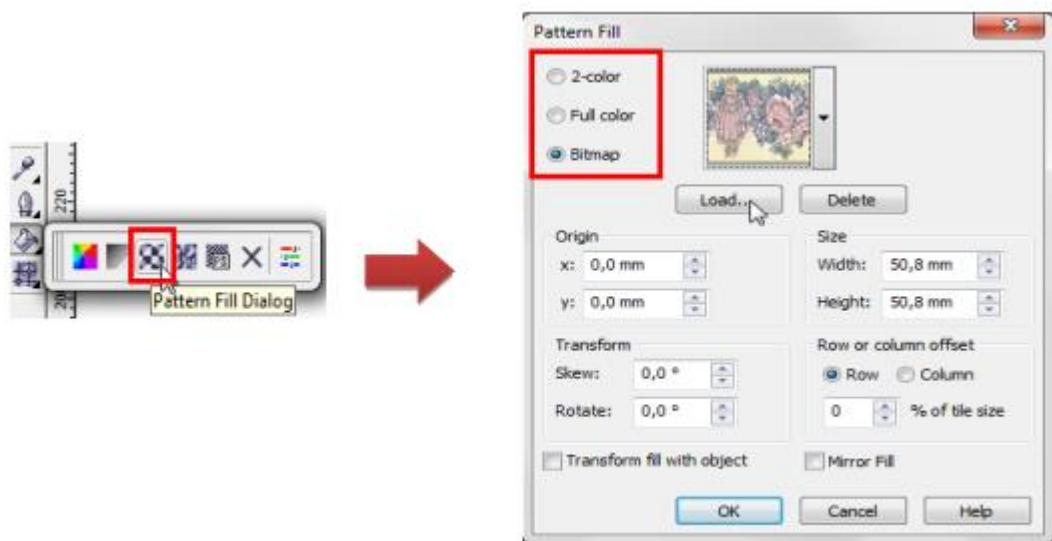 220
200
Pattern Fill Dialog
Pattern Fill
2-color
Full color
Bitmap
Load...
Delete
Origin
x: 0,0 mm
y: 0,0 mm
Size
Width: 50,8 mm
Height: 50,8 mm
Transform
Skew: 0,0 °
Rotate: 0,0 °
Row or column offset
Row Column
0 % of tile size
Transform fill with object
Mirror Fill
OK Cancel Help